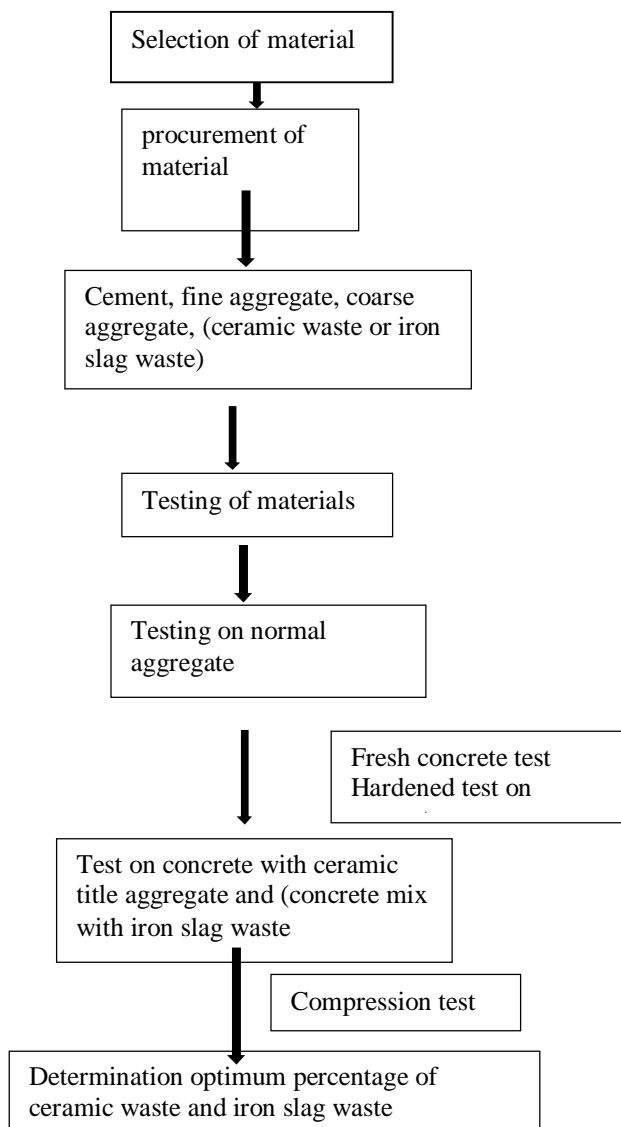 Selection of material
procurement of
material
Cement, fine aggregate, coarse
aggregate, (ceramic waste or iron
slag waste)
Testing of materials
Testing on normal
aggregate
Fresh concrete test
Hardened test on
Test on concrete with ceramic
title aggregate and (concrete mix
with iron slag waste
Compression test
Determination optimum percentage of
ceramic waste and iron slag waste